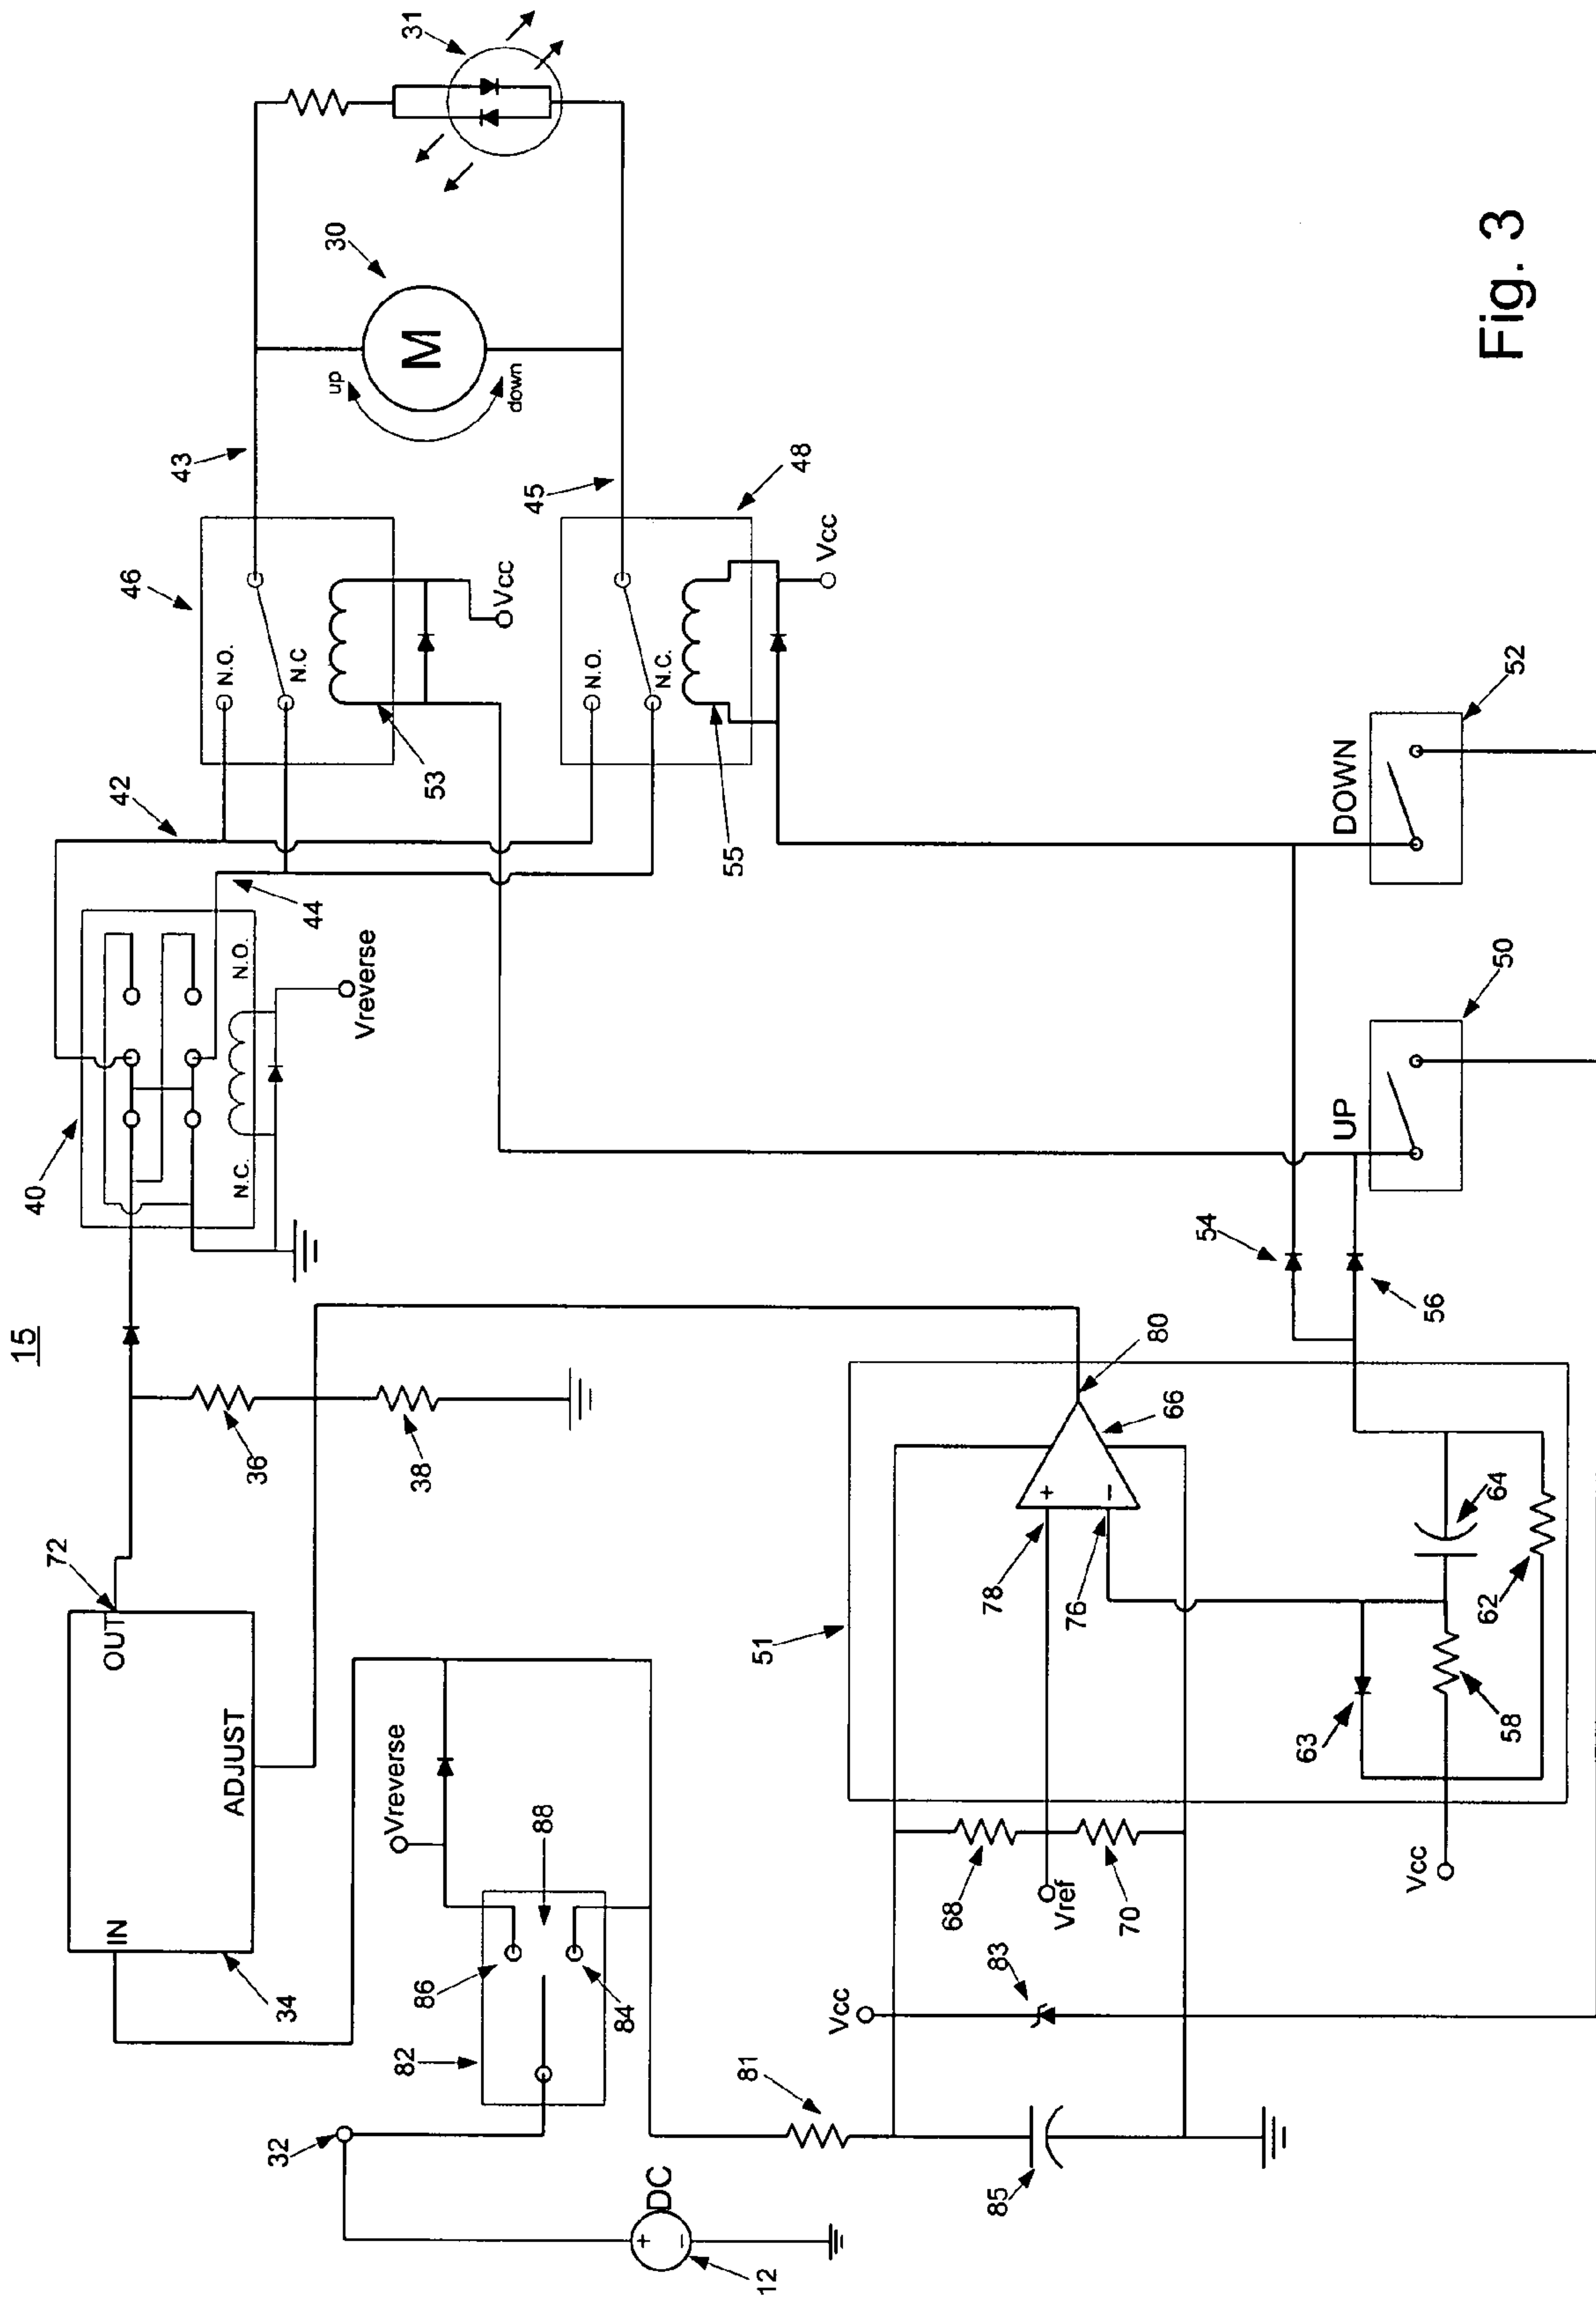 15
72
OUT
IN
ADJUST
34
36
38
40
N.C.
N.O.
Vreverse
42
44
46
N.O.
N.C
53
Vcc
43
45
48
N.O.
N.C.
55
Vcc
up
down
M
30
31
32
DC
+
−
12
82
86
84
88
Vreverse
81
85
Vcc
83
68
Vref
70
51
78
76
+
−
66
80
Vcc
63
58
62
64
54
56
UP
50
DOWN
52
Fig. 3